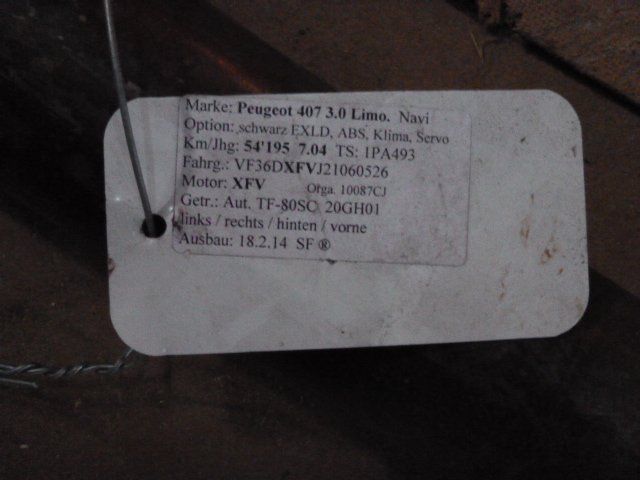 Marke: Peugeot 407 3.0 Limo. Navi
Option: schwarz EXLD, ABS, Klima, Servo
Km/Jhg: 54'195 7.04 TS: 1PA493
Fahrg.: VF36DXFVJ21060526
Motor: XFV Orga. 10087CJ
Getr.: Aut. TF-80SC 20GH01
links / rechts / hinten / vorne
Ausbau: 18.2.14 SF ®